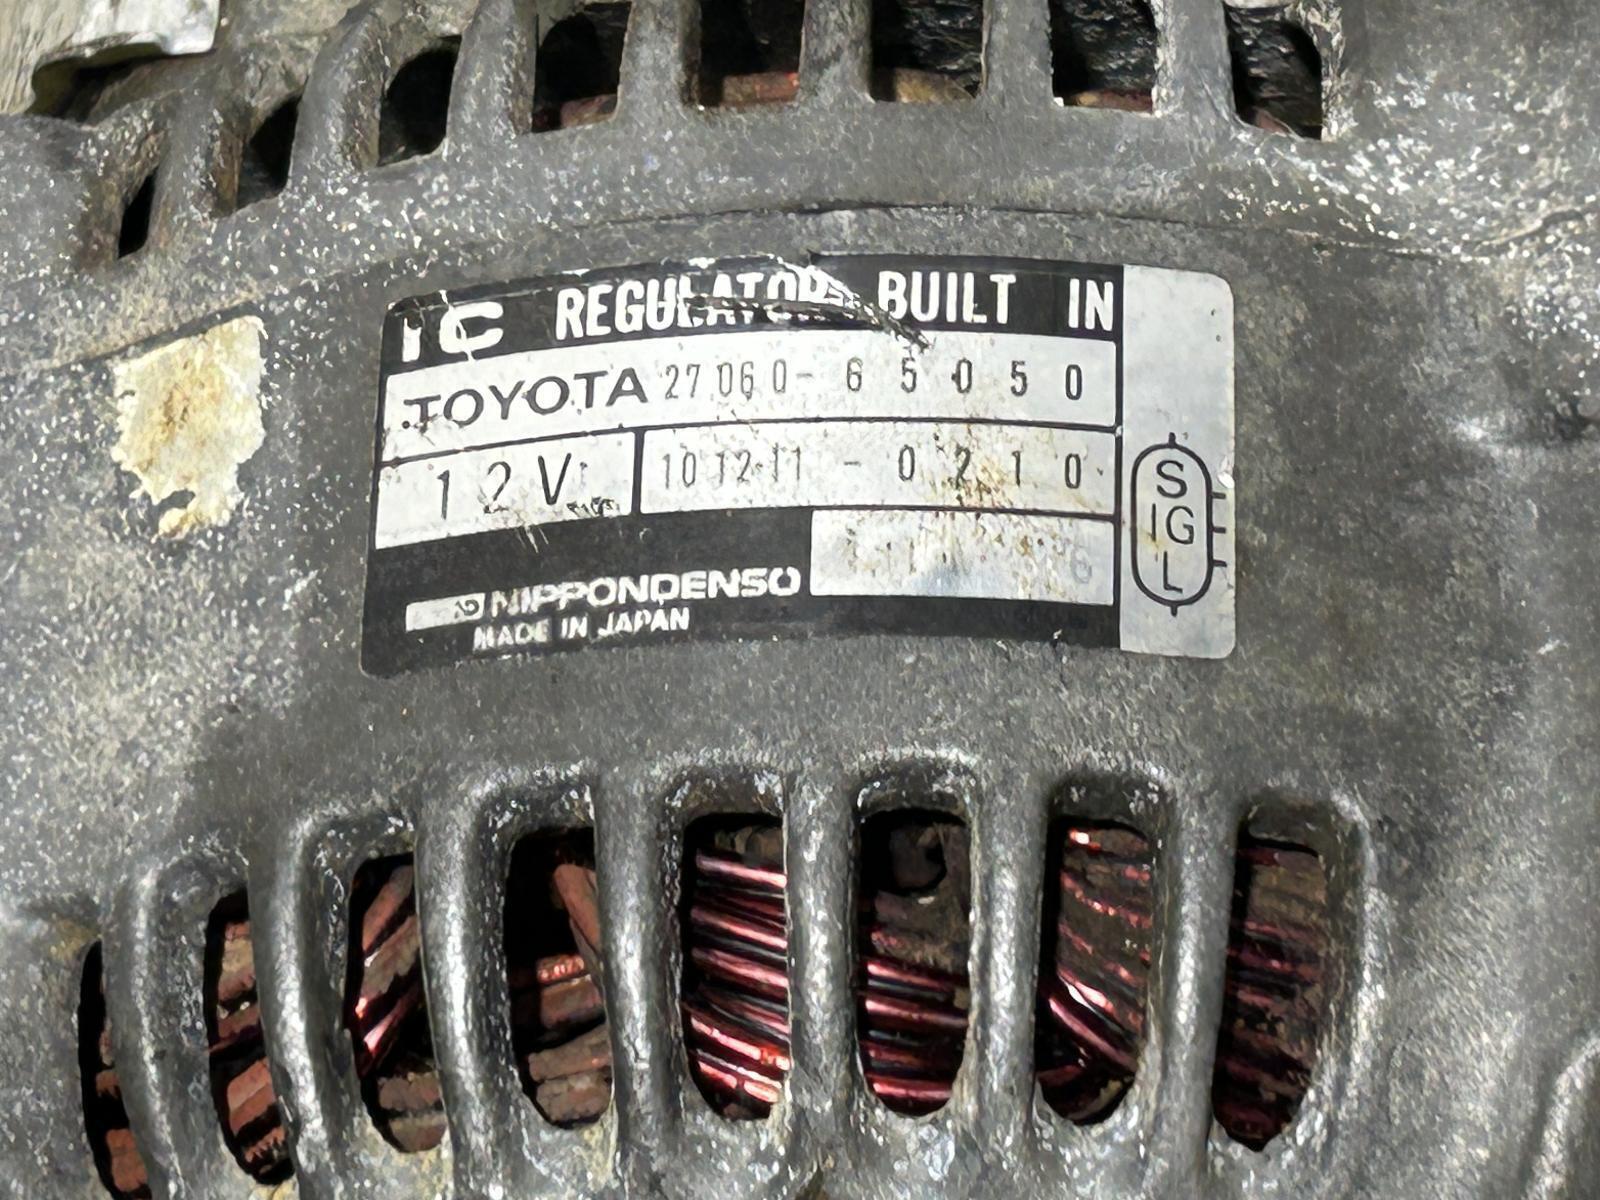 IC REGULATOR BUILT IN
TOYOTA 27060-65050
12V 101211-0210
NIPPONDENSO
MADE IN JAPAN
S
IG
L